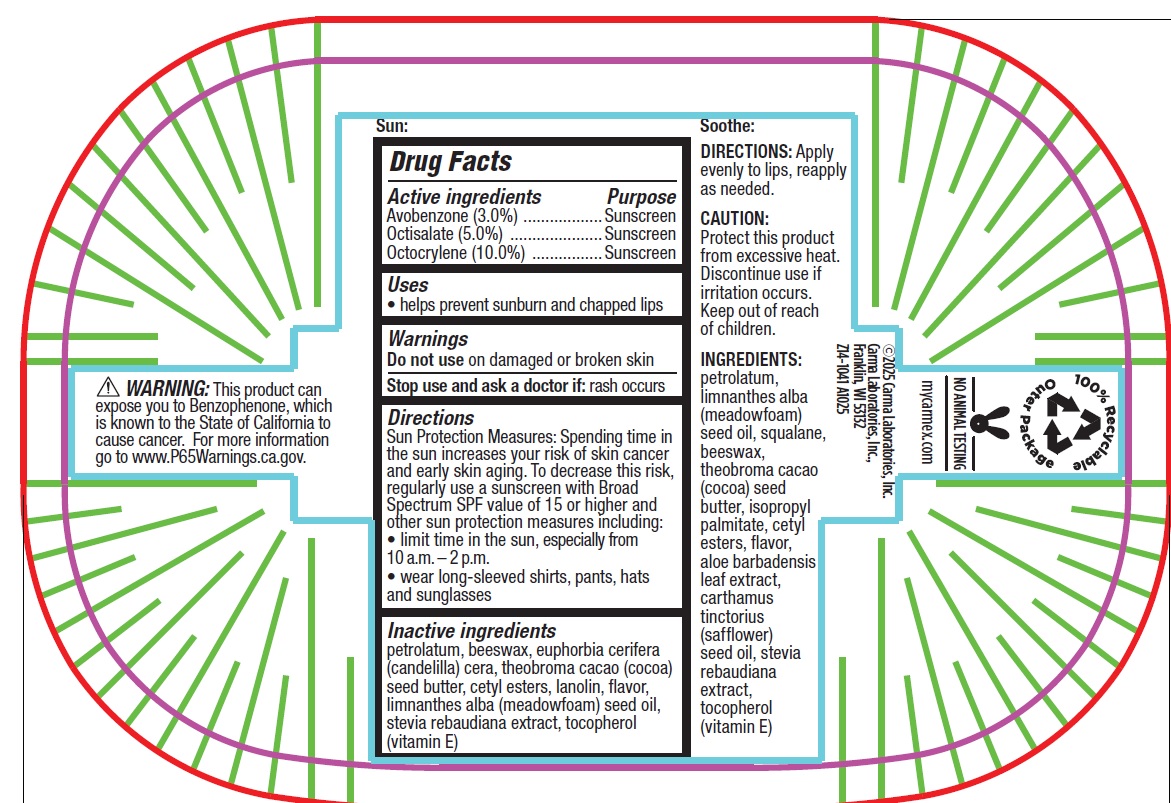 Sun:
Drug Facts
Active ingredients Purpose
Avobenzone (3.0%) ................... Sunscreen
Octisalate (5.0%) ...................... Sunscreen
Octocrylene (10.0%) ................. Sunscreen
Uses
• helps prevent sunburn and chapped lips
Warnings
Do not use on damaged or broken skin
Stop use and ask a doctor if: rash occurs
Directions
Sun Protection Measures: Spending time in
the sun increases your risk of skin cancer
and early skin aging. To decrease this risk,
regularly use a sunscreen with Broad
Spectrum SPF value of 15 or higher and
other sun protection measures including:
• limit time in the sun, especially from
10 a.m. – 2 p.m.
• wear long-sleeved shirts, pants, hats
and sunglasses
Inactive ingredients
petrolatum, beeswax, euphorbia cerifera
(candelilla) cera, theobroma cacao (cocoa)
seed butter, cetyl esters, lanolin, flavor,
limnanthes alba (meadowfoam) seed oil,
stevia rebaudiana extract, tocopherol
(vitamin E)
Soothe:
DIRECTIONS: Apply
evenly to lips, reapply
as needed.
CAUTION:
Protect this product
from excessive heat.
Discontinue use if
irritation occurs.
Keep out of reach
of children.
INGREDIENTS:
petrolatum,
limnanthes alba
(meadowfoam)
seed oil, squalane,
beeswax,
theobroma cacao
(cocoa) seed
butter, isopropyl
palmitate, cetyl
esters, flavor,
aloe barbadensis
leaf extract,
carthamus
tinctorius
(safflower)
seed oil, stevia
rebaudiana
extract,
tocopherol
(vitamin E)
⚠ WARNING: This product can
expose you to Benzophenone, which
is known to the State of California to
cause cancer. For more information
go to www.P65Warnings.ca.gov.
©2025 Carma Laboratories, Inc.
Carma Laboratories, Inc.,
Franklin, WI 53132
Z14-1041 A1025
100% Recyclable
Outer Package
NO ANIMAL TESTING
mycarmex.com